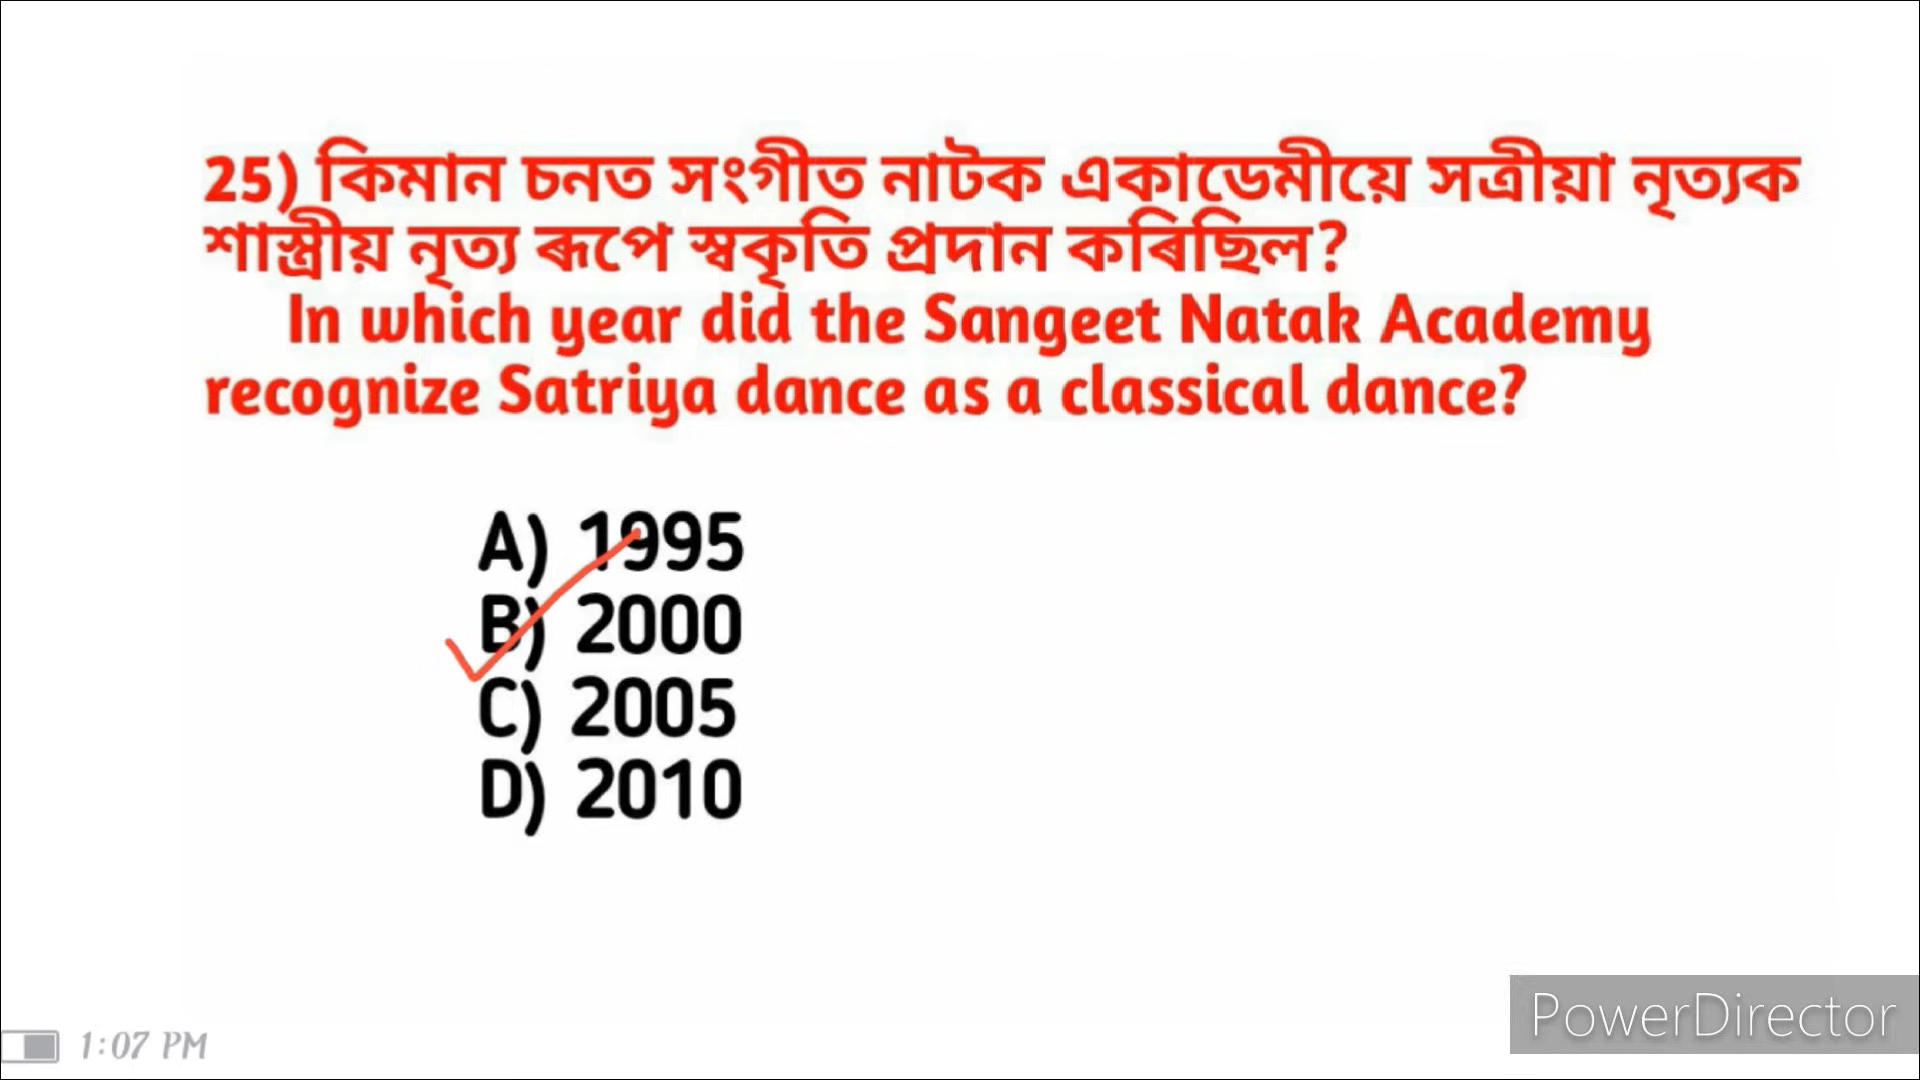 25) কিমান চনত সংগীত নাটক একাডেমীয়ে সত্ৰীয়া নৃত্যক
শাস্ত্ৰীয় নৃত্য ৰূপে স্বকৃতি প্ৰদান কৰিছিল?
In which year did the Sangeet Natak Academy
recognize Satriya dance as a classical dance?
A) 1995
B) 2000
C) 2005
D) 2010
1:07 PM
PowerDirector